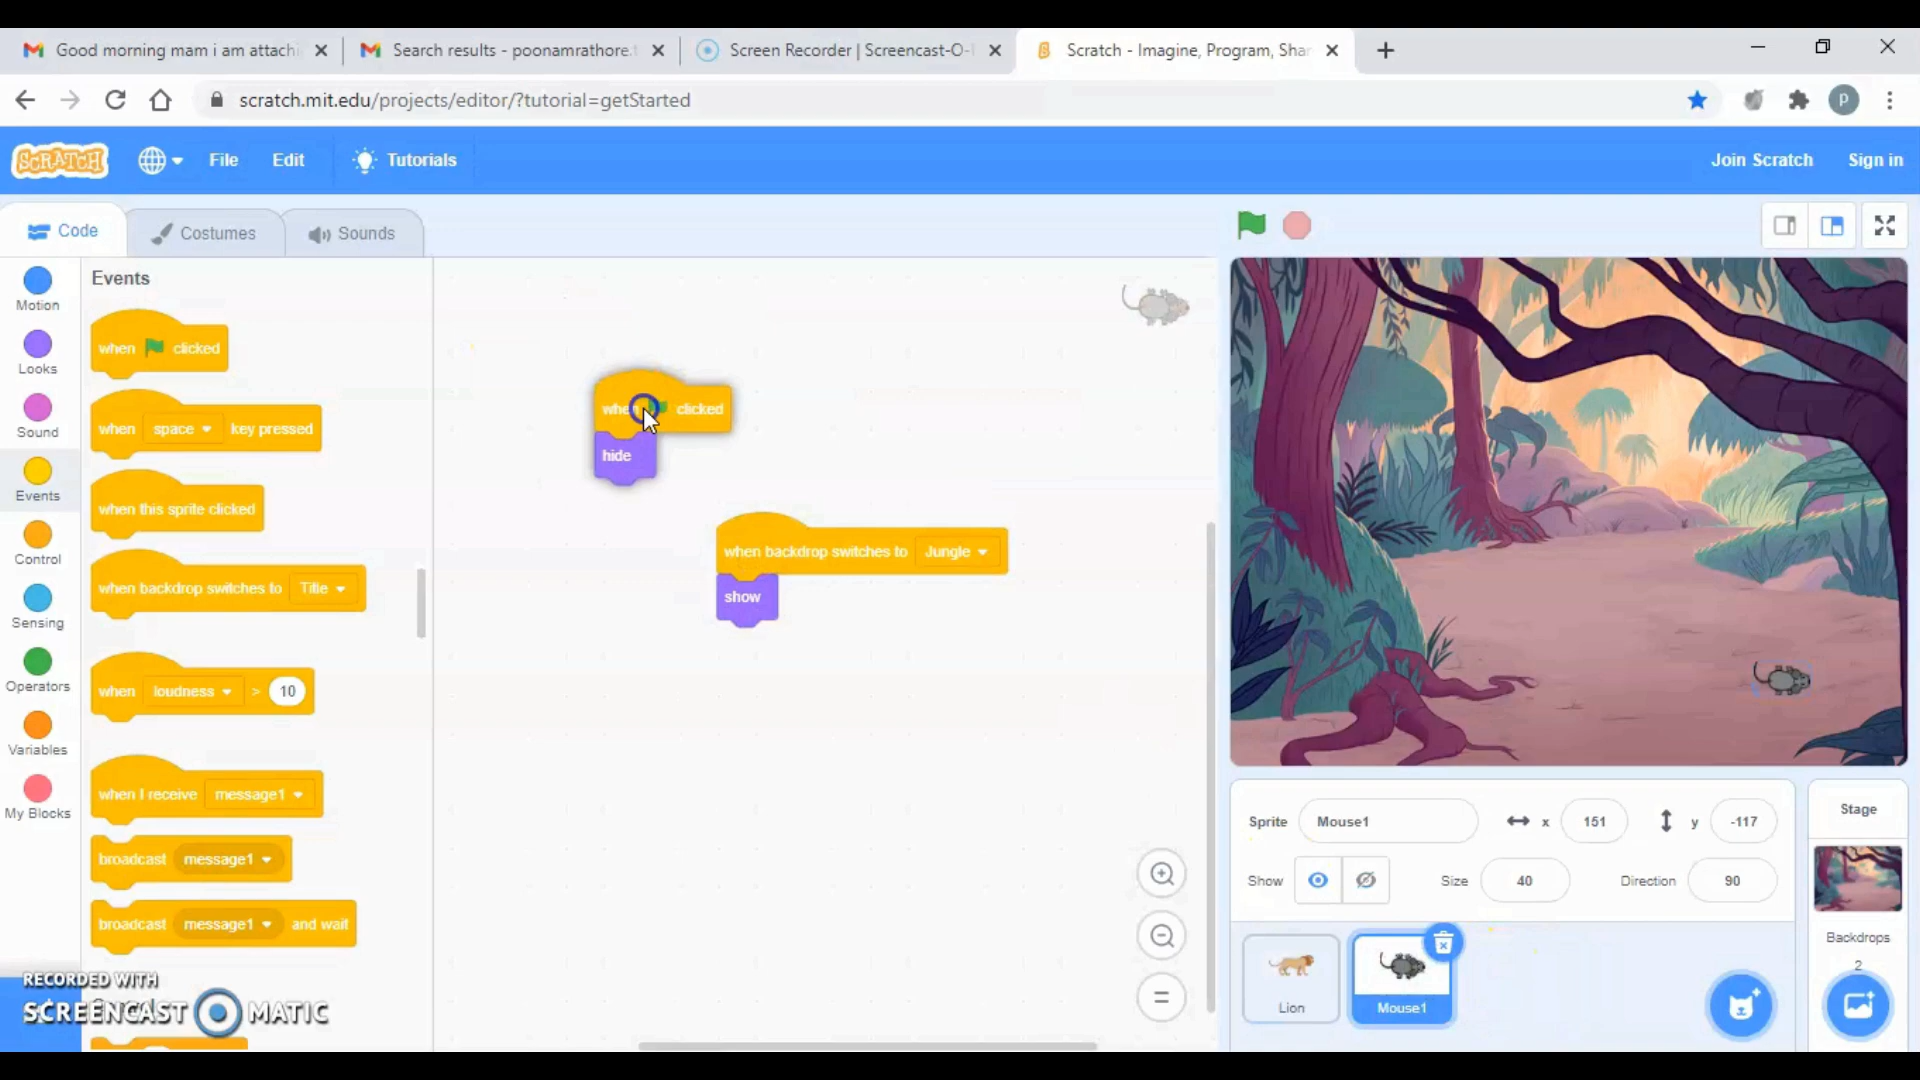 Good morning mam i am attachi
Search results - poonamrathore.t
Screen Recorder | Screencast-O-
Scratch - Imagine, Program, Shar
scratch.mit.edu/projects/editor/?tutorial=getStarted
P
SCRATCH
File
Edit
Tutorials
Join Scratch
Sign in
Code
Costumes
Sounds
Motion
Looks
Sound
Events
Control
Sensing
Operators
Variables
My Blocks
Events
when clicked
when space key pressed
when this sprite clicked
when backdrop switches to Title
when loudness > 10
when I receive message1
broadcast message1
broadcast message1 and wait
when clicked
hide
when backdrop switches to Jungle
show
Sprite Mouse1 x 151 y -117
Show Size 40 Direction 90
Lion
Mouse1
Stage
Backdrops
2
RECORDED WITH
SCREENCAST MATIC